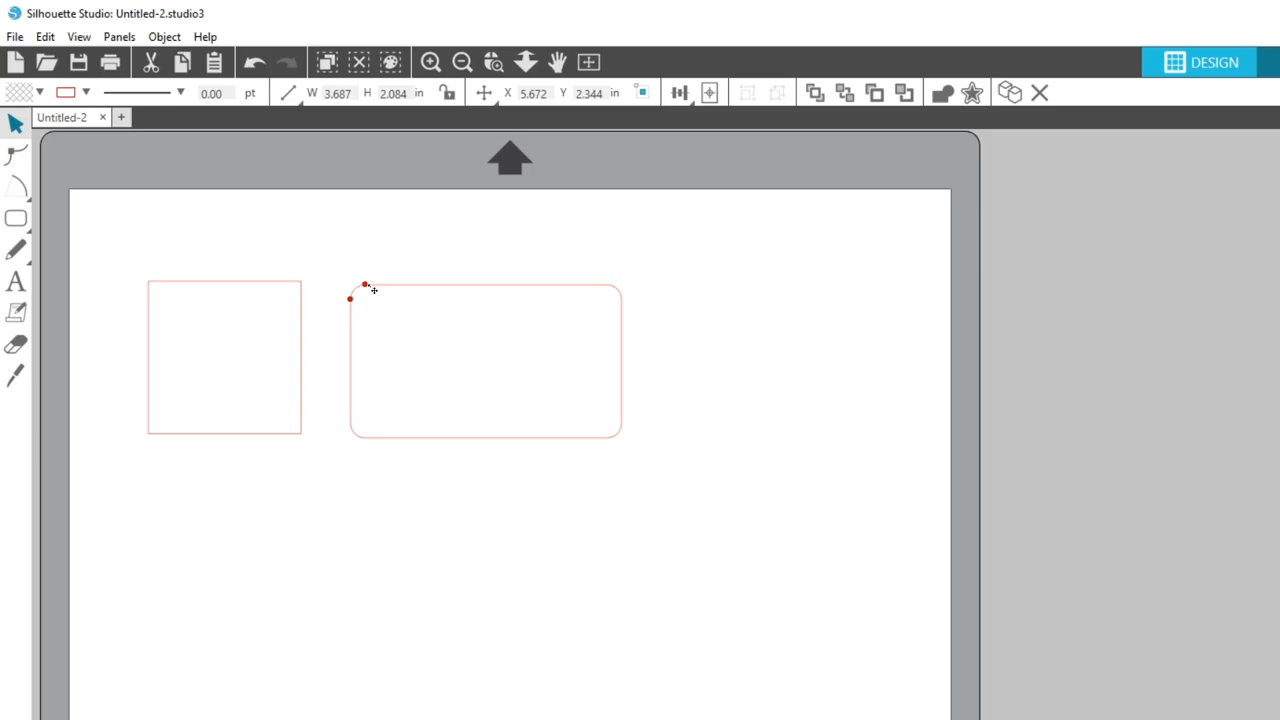 Silhouette Studio: Untitled-2.studio3
File Edit View Panels Object Help
DESIGN
0.00 pt W 3.687 H 2.084 in X 5.672 Y 2.344 in
Untitled-2 × +
A